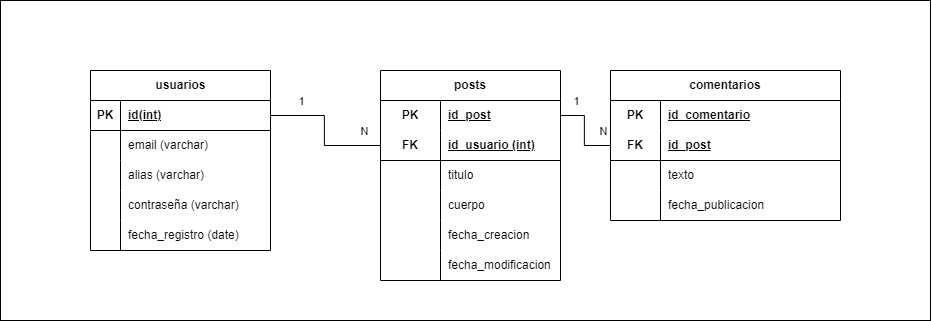 usuarios
PK id(int)
email (varchar)
alias (varchar)
contraseña (varchar)
fecha_registro (date)
1
N
posts
PK id_post
FK id_usuario (int)
titulo
cuerpo
fecha_creacion
fecha_modificacion
1
N
comentarios
PK id_comentario
FK id_post
texto
fecha_publicacion